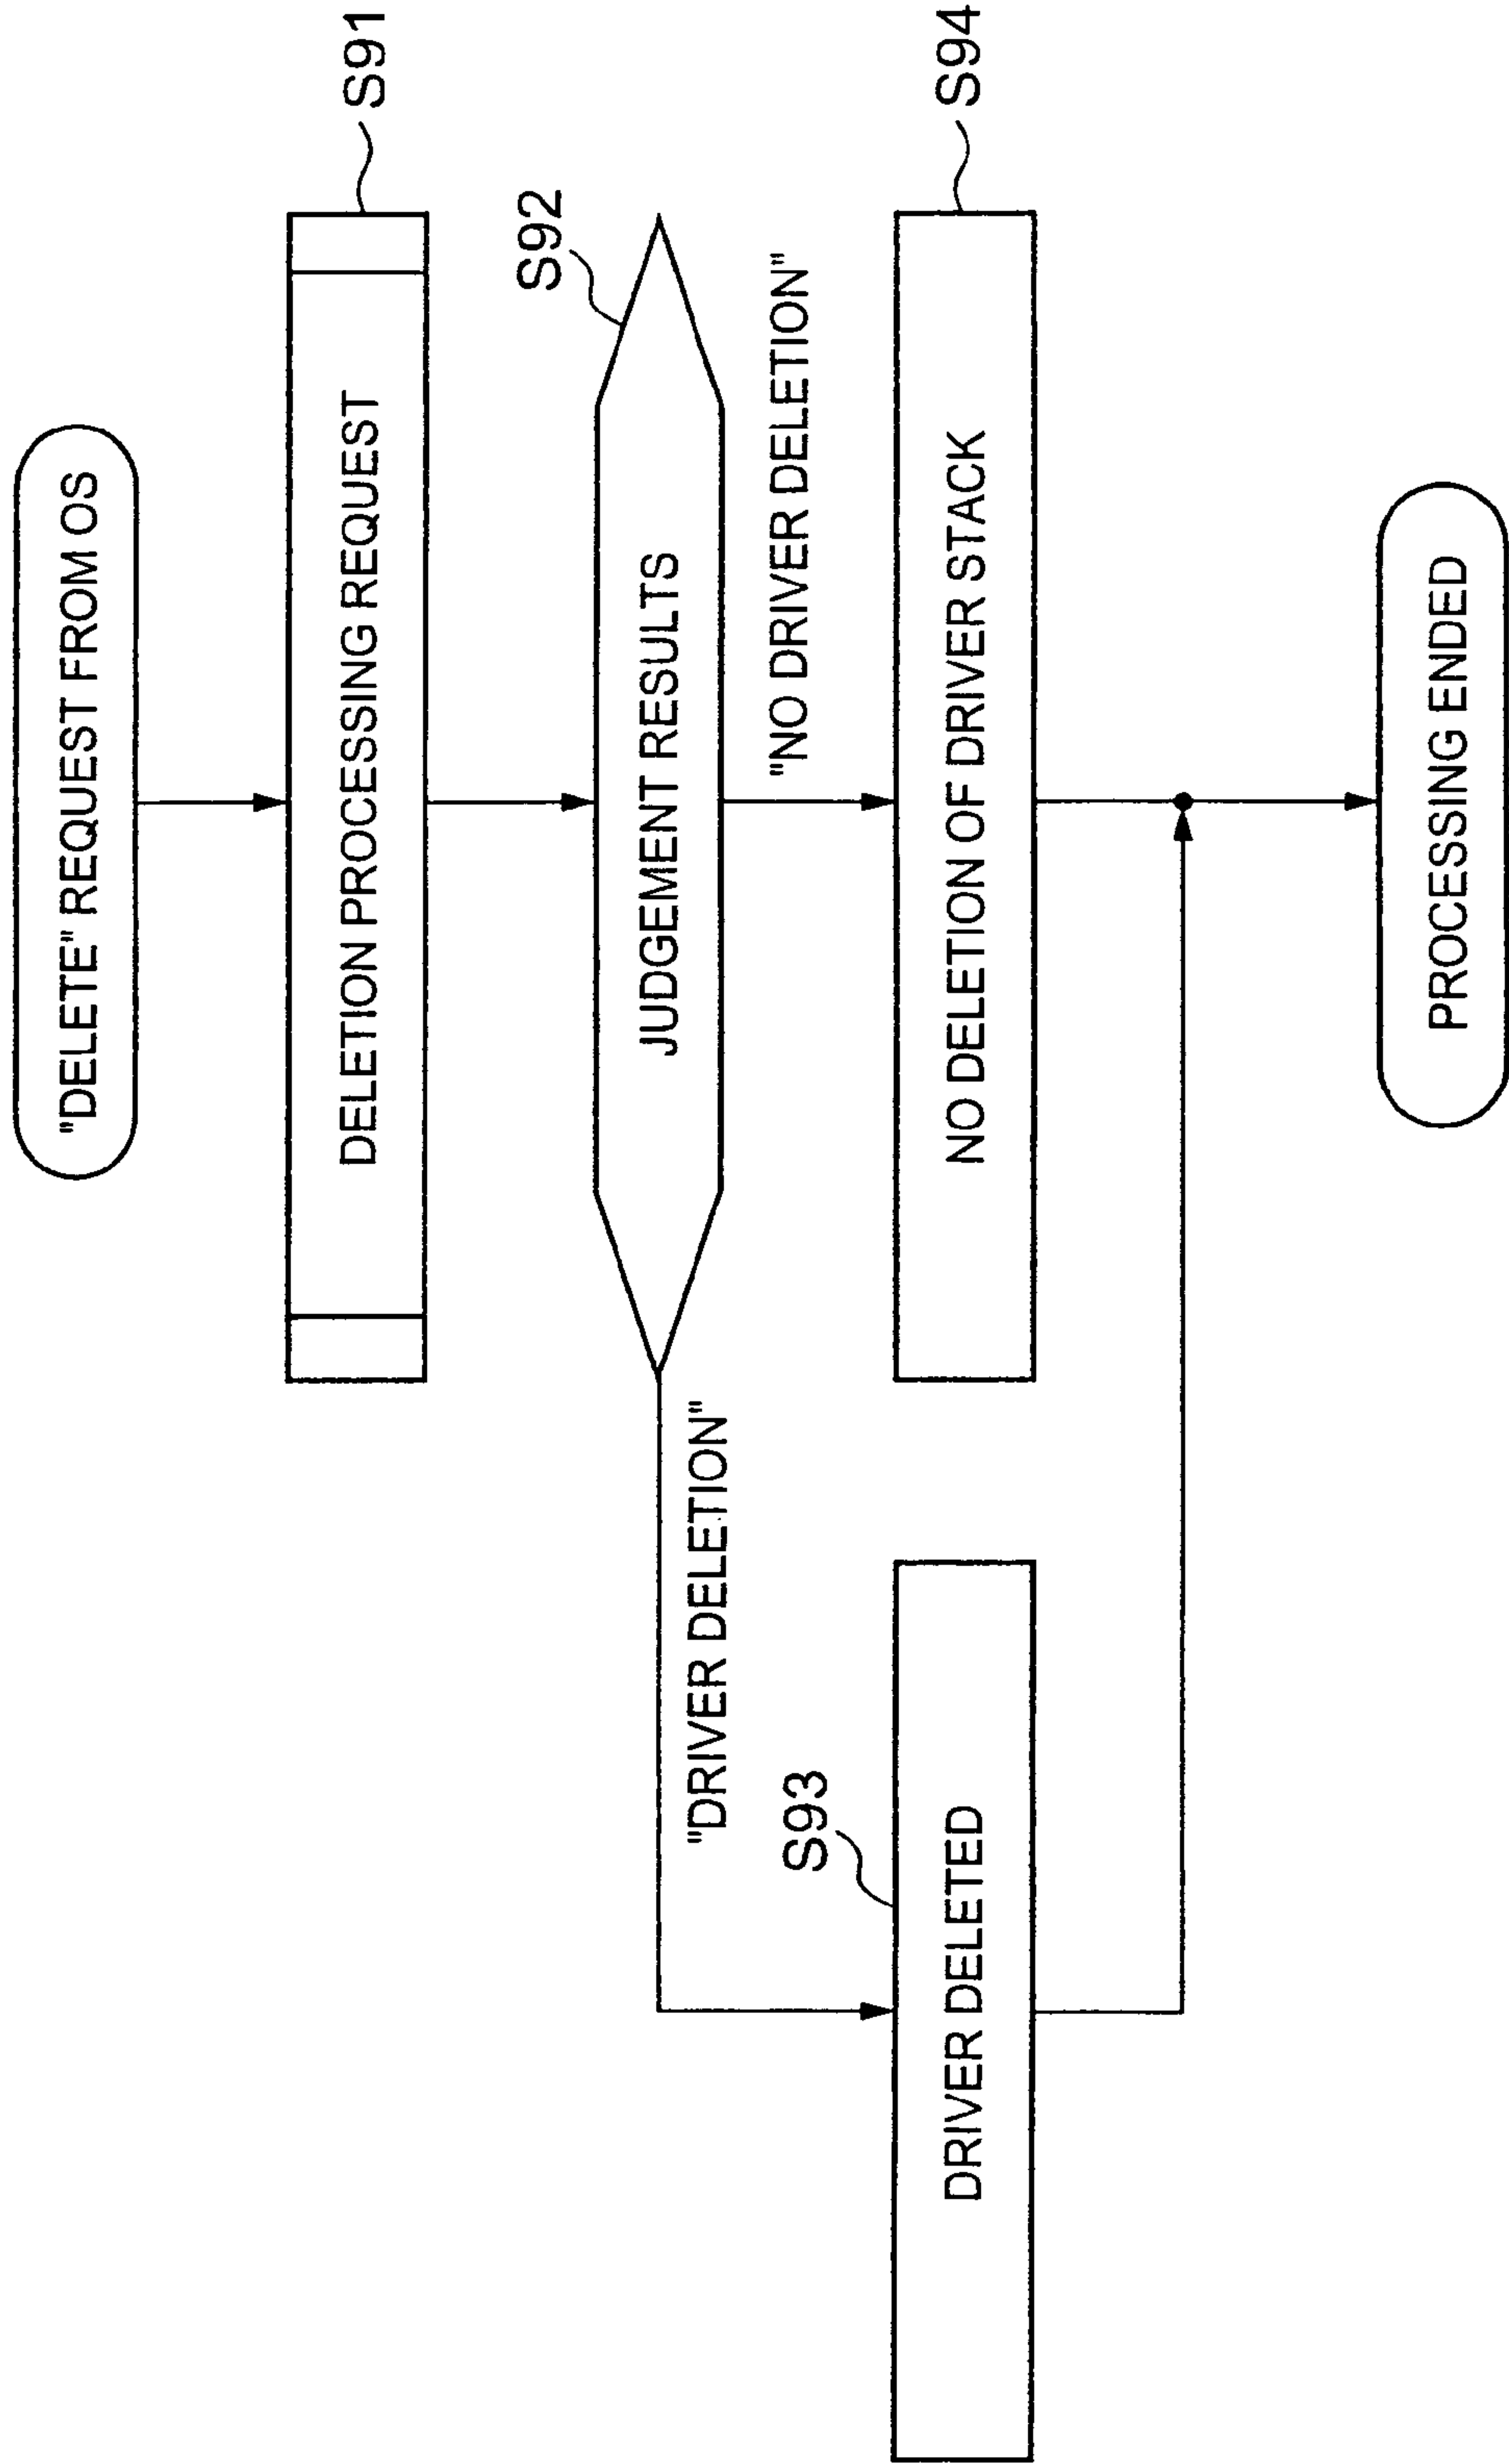 "DELETE" REQUEST FROM OS
DELETION PROCESSING REQUEST
S91
JUDGEMENT RESULTS
S92
"DRIVER DELETION"
"NO DRIVER DELETION"
DRIVER DELETED
S93
NO DELETION OF DRIVER STACK
S94
PROCESSING ENDED